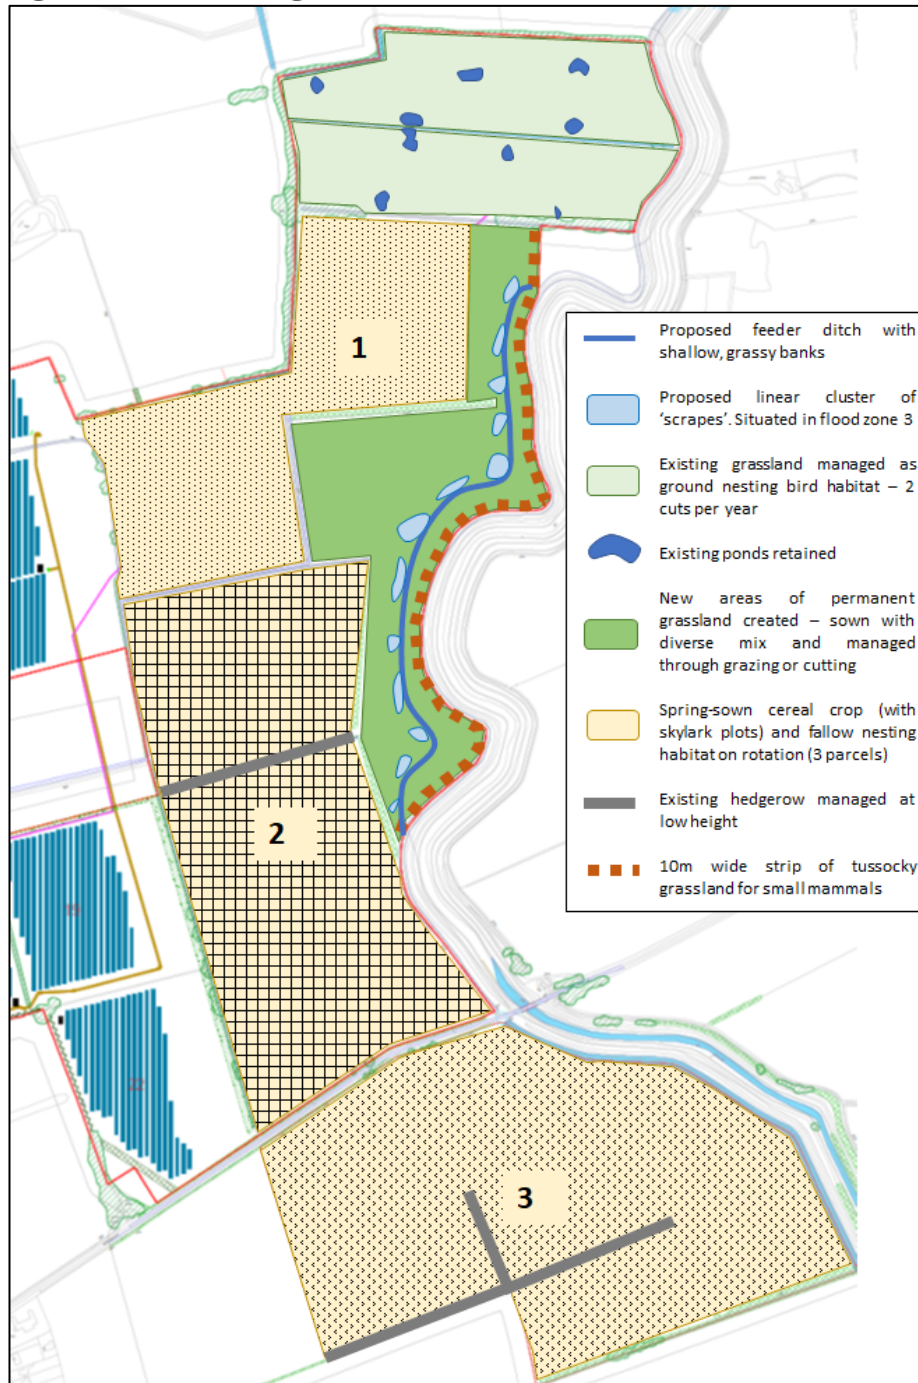 1
Proposed feeder ditch with
shallow, grassy banks
Proposed linear cluster of
'scrapes'. Situated in flood zone 3
Existing grassland managed as
ground nesting bird habitat – 2
cuts per year
Existing ponds retained
New areas of permanent
grassland created – sown with
diverse mix and managed
through grazing or cutting
Spring-sown cereal crop (with
skylark plots) and fallow nesting
habitat on rotation (3 parcels)
Existing hedgerow managed at
low height
10m wide strip of tussocky
grassland for small mammals
2
19
22
3